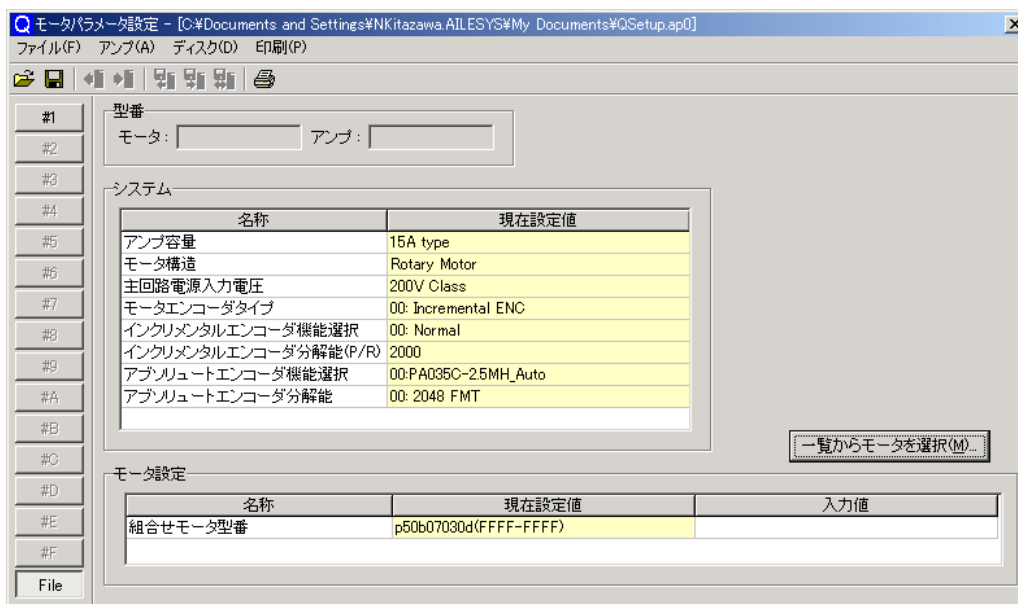 モータパラメータ設定 - [C:¥Documents and Settings¥NKitazawa.AILESYS¥My Documents¥QSetup.ap0]
ファイル(F) アンプ(A) ディスク(D) 印刷(P)
#1
#2
#3
#4
#5
#6
#7
#8
#9
#A
#B
#C
#D
#E
#F
File
型番
モータ : アンプ :
システム
名称 現在設定値
アンプ容量 15A type
モータ構造 Rotary Motor
主回路電源入力電圧 200V Class
モータエンコーダタイプ 00: Incremental ENC
インクリメンタルエンコーダ機能選択 00: Normal
インクリメンタルエンコーダ分解能(P/R) 2000
アブソリュートエンコーダ機能選択 00:PA035C-2.5MH_Auto
アブソリュートエンコーダ分解能 00: 2048 FMT
一覧からモータを選択(M)...
モータ設定
名称 現在設定値 入力値
組合せモータ型番 p50b07030d(FFFF-FFFF)